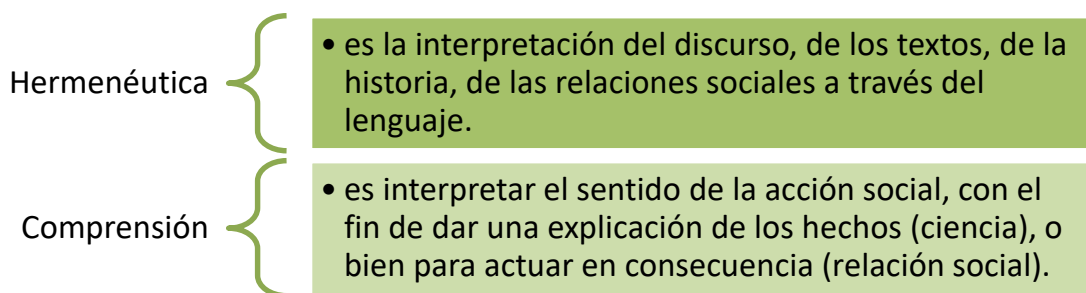 Hermenéutica
• es la interpretación del discurso, de los textos, de la
historia, de las relaciones sociales a través del
lenguaje.
Comprensión
• es interpretar el sentido de la acción social, con el
fin de dar una explicación de los hechos (ciencia), o
bien para actuar en consecuencia (relación social).